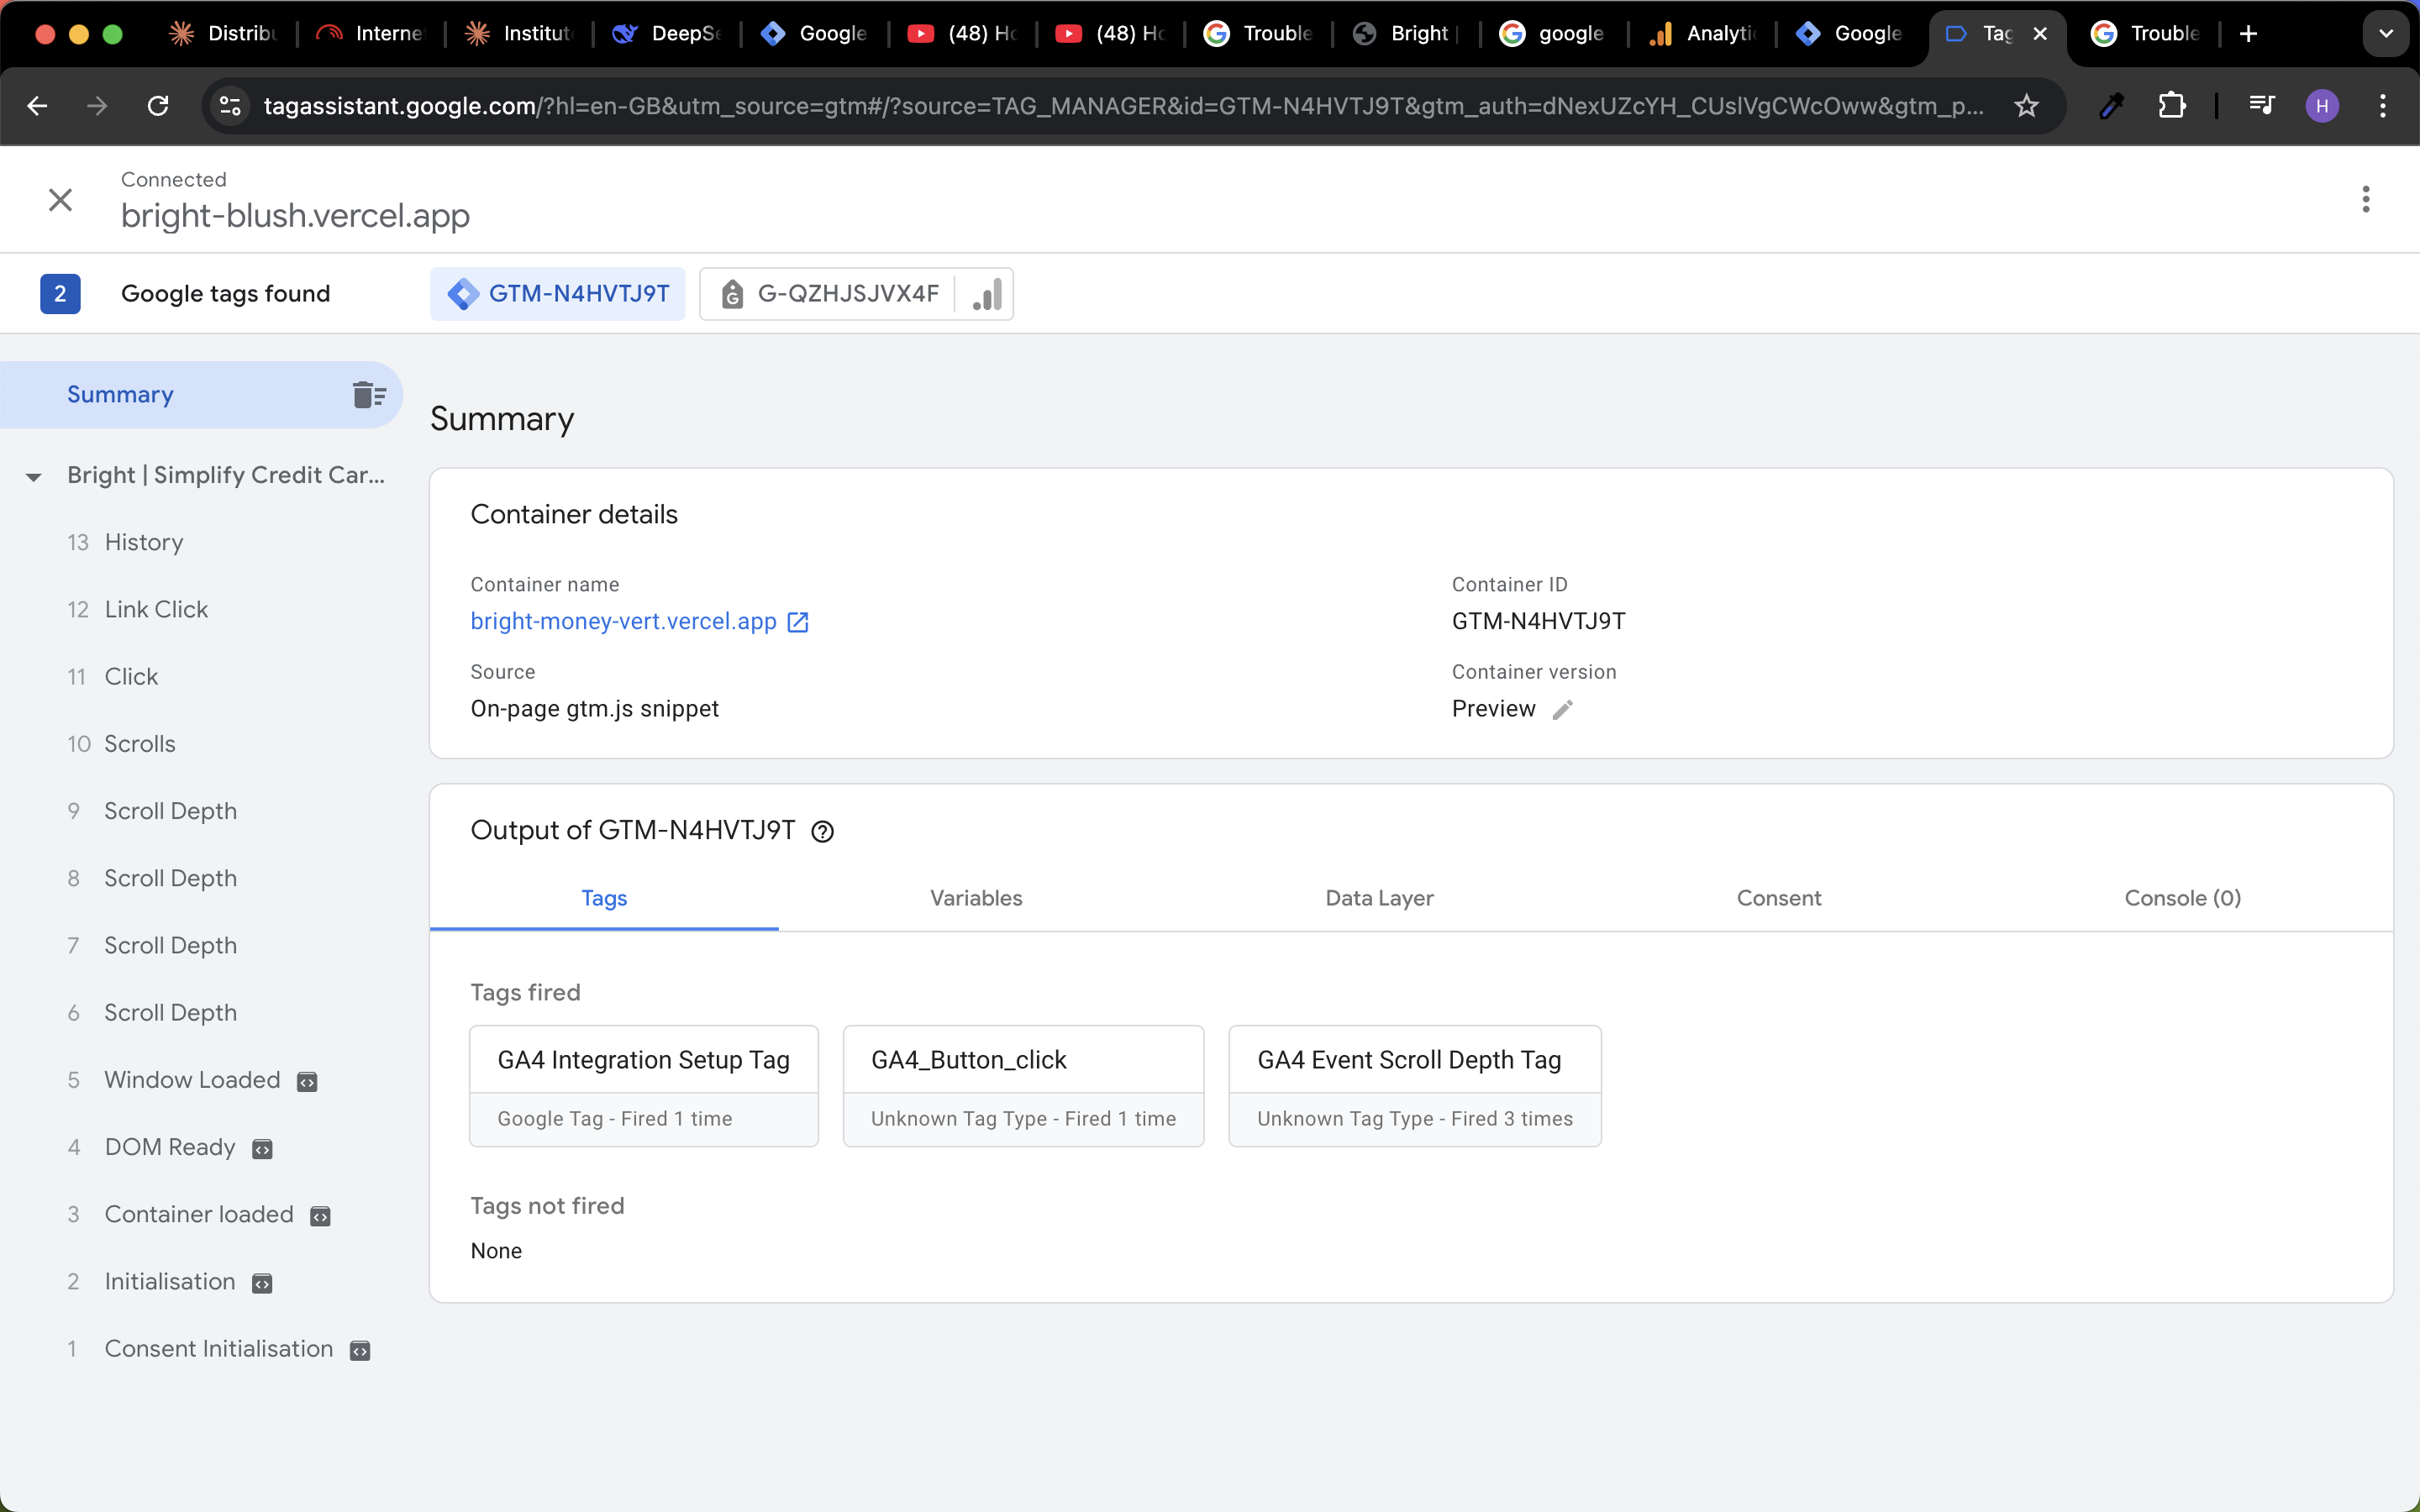 Distribu
Interne
Institut
DeepSe
Google
(48) Ho
(48) Ho
Trouble
Bright |
google
Analytic
Google
Tag
Trouble
tagassistant.google.com/?hl=en-GB&utm_source=gtm#/?source=TAG_MANAGER&id=GTM-N4HVTJ9T&gtm_auth=dNexUZcYH_CUslVgCWcOww&gtm_p...
H
Connected
bright-blush.vercel.app
2 Google tags found
GTM-N4HVTJ9T
G-QZHJSJVX4F
Summary
Bright | Simplify Credit Car...
13 History
12 Link Click
11 Click
10 Scrolls
9 Scroll Depth
8 Scroll Depth
7 Scroll Depth
6 Scroll Depth
5 Window Loaded
4 DOM Ready
3 Container loaded
2 Initialisation
1 Consent Initialisation
Summary
Container details
Container name
bright-money-vert.vercel.app
Container ID
GTM-N4HVTJ9T
Source
On-page gtm.js snippet
Container version
Preview
Output of GTM-N4HVTJ9T
Tags
Variables
Data Layer
Consent
Console (0)
Tags fired
GA4 Integration Setup Tag
Google Tag - Fired 1 time
GA4_Button_click
Unknown Tag Type - Fired 1 time
GA4 Event Scroll Depth Tag
Unknown Tag Type - Fired 3 times
Tags not fired
None